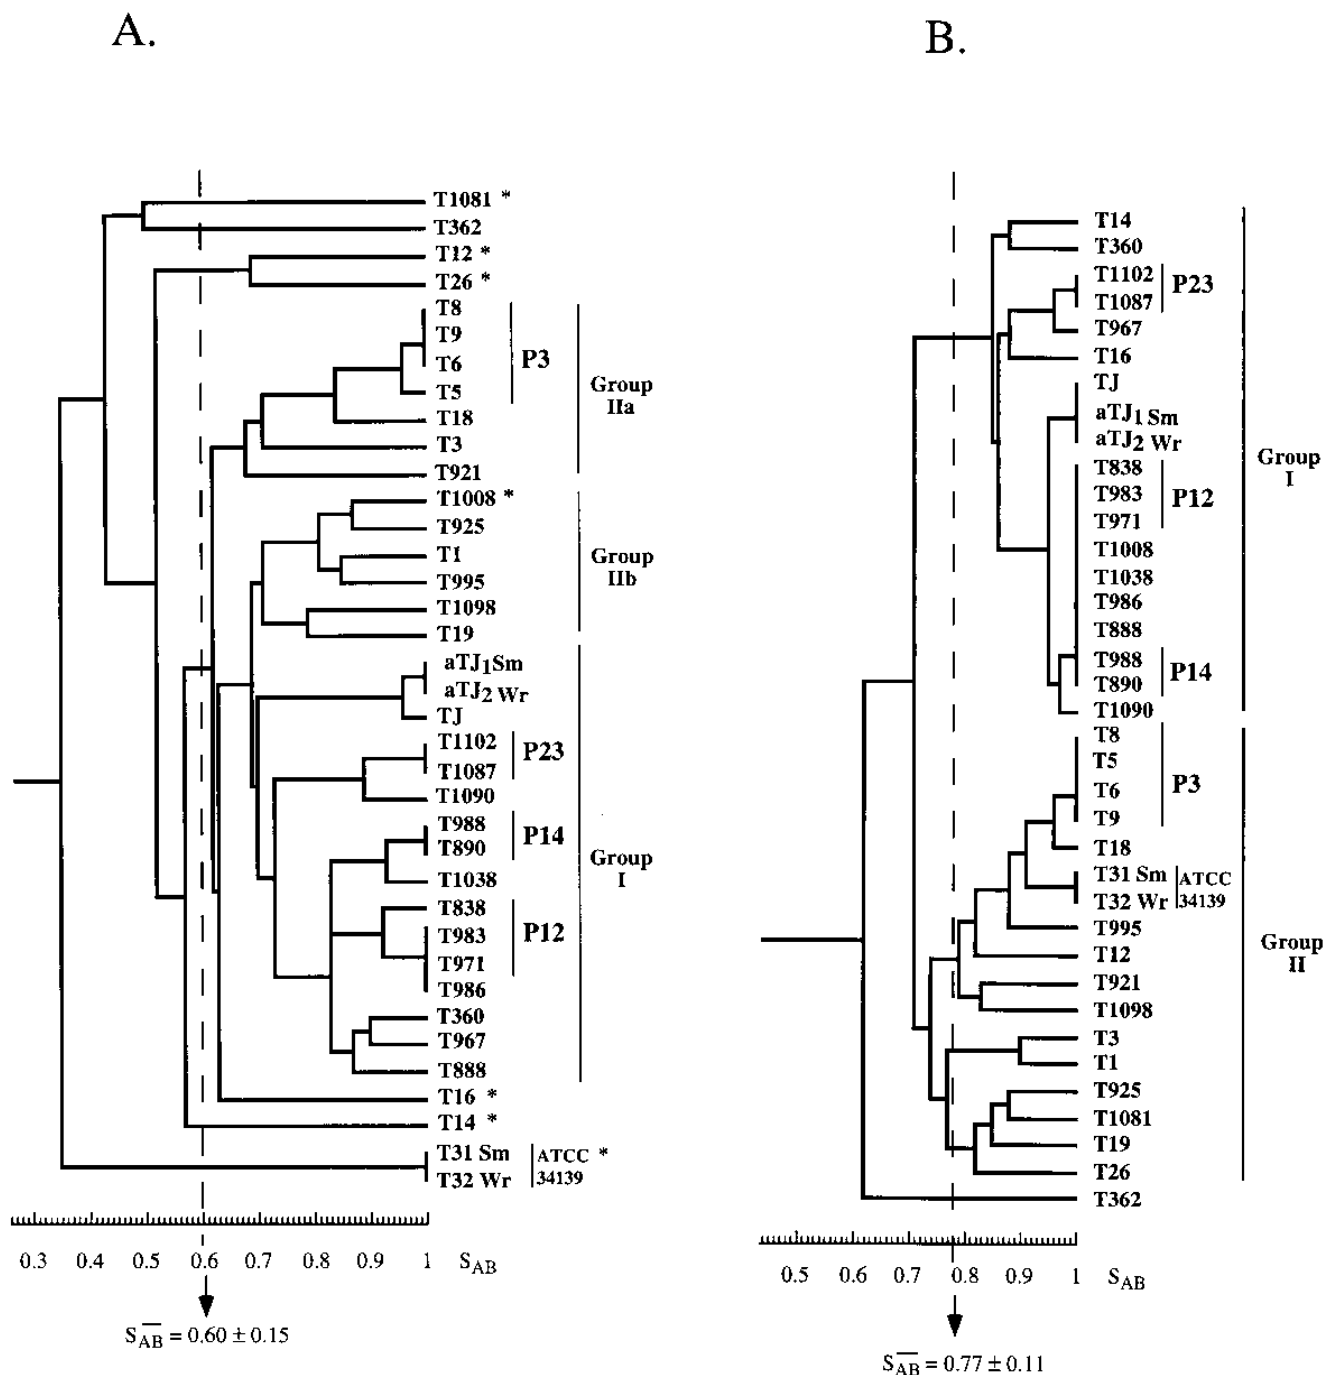 A.
T1081 *
T362
T12 *
T26 *
T8
T9
T6
T5
P3
T18
T3
T921
Group
IIa
T1008 *
T925
T1
T995
T1098
T19
Group
IIb
aTJ1Sm
aTJ2 Wr
TJ
T1102
T1087
P23
T1090
T988
T890
P14
T1038
T838
T983
T971
P12
T986
T360
T967
T888
Group
I
T16 *
T14 *
T31 Sm
T32 Wr
ATCC *
34139
0.3 0.4 0.5 0.6 0.7 0.8 0.9 1 SAB
SAB = 0.60 ± 0.15
B.
T14
T360
T1102
T1087
P23
T967
T16
TJ
aTJ1 Sm
aTJ2 Wr
T838
T983
T971
P12
T1008
T1038
T986
T888
T988
T890
P14
T1090
Group
I
T8
T5
T6
T9
P3
T18
T31 Sm
T32 Wr
ATCC
34139
T995
T12
T921
T1098
T3
T1
T925
T1081
T19
T26
Group
II
T362
0.5 0.6 0.7 0.8 0.9 1 SAB
SAB = 0.77 ± 0.11